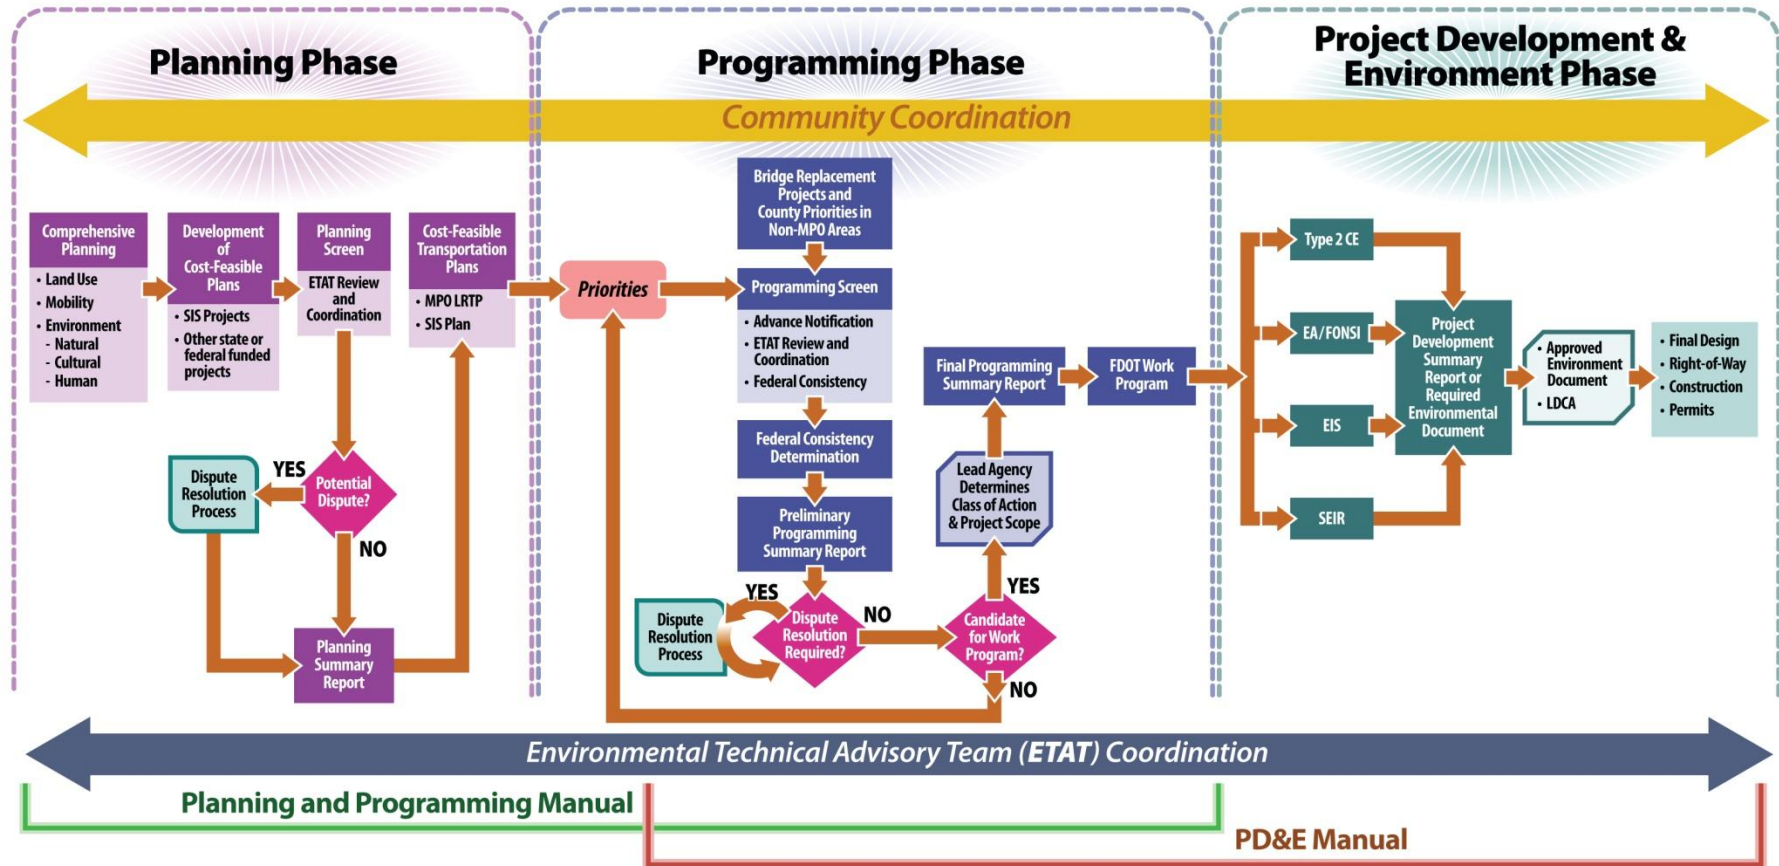 Planning Phase
Programming Phase
Project Development &
Environment Phase
Community Coordination
Comprehensive
Planning
• Land Use
• Mobility
• Environment
- Natural
- Cultural
- Human
Development
of
Cost-Feasible
Plans
• SIS Projects
• Other state or
federal funded
projects
Planning
Screen
ETAT Review
and
Coordination
Cost-Feasible
Transportation
Plans
• MPO LRTP
• SIS Plan
Potential
Dispute?
YES
NO
Dispute
Resolution
Process
Planning
Summary
Report
Priorities
Bridge Replacement
Projects and
County Priorities in
Non-MPO Areas
Programming Screen
• Advance Notification
• ETAT Review and
Coordination
• Federal Consistency
Federal Consistency
Determination
Preliminary
Programming
Summary Report
Dispute
Resolution
Required?
YES
NO
Dispute
Resolution
Process
Candidate
for Work
Program?
YES
NO
Lead Agency
Determines
Class of Action
& Project Scope
Final Programming
Summary Report
FDOT Work
Program
Type 2 CE
EA/FONSI
EIS
SEIR
Project
Development
Summary
Report or
Required
Environmental
Document
• Approved
Environment
Document
• LDCA
• Final Design
• Right-of-Way
• Construction
• Permits
Environmental Technical Advisory Team (ETAT) Coordination
Planning and Programming Manual
PD&E Manual